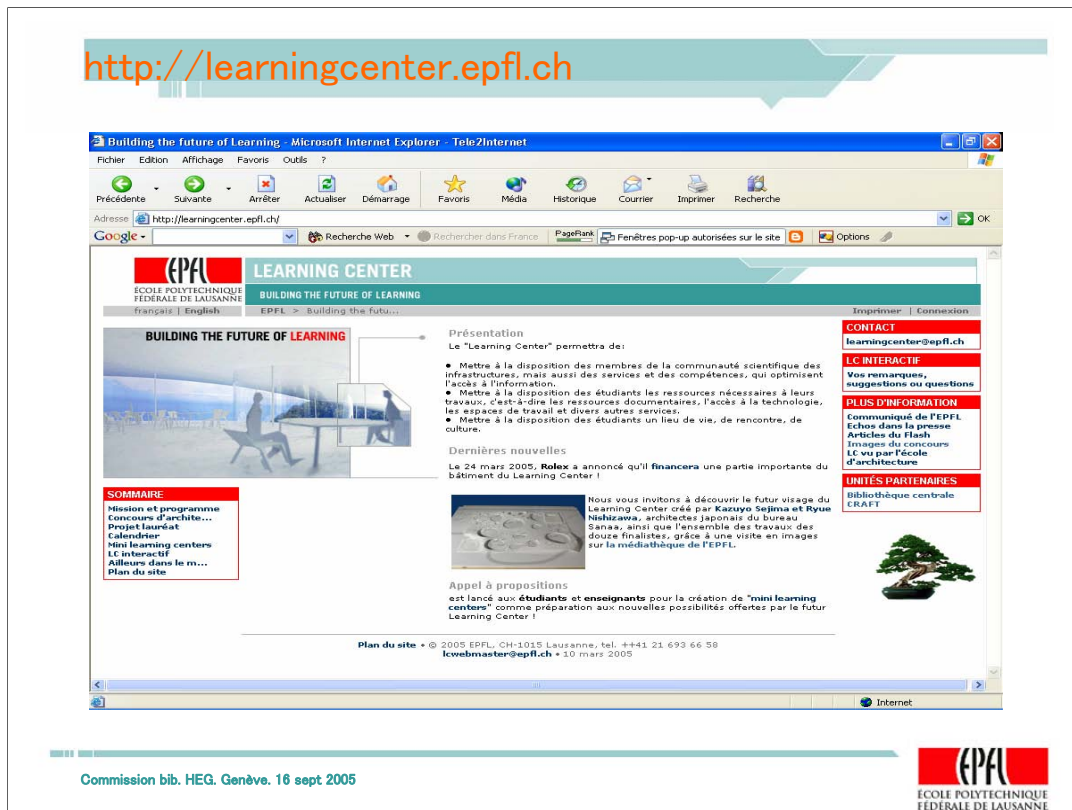 http://learningcenter.epfl.ch
Building the future of Learning - Microsoft Internet Explorer - Tele2Internet
Fichier Edition Affichage Favoris Outils ?
Précédente Suivante Arrêter Actualiser Démarrage Favoris Média Historique Courrier Imprimer Recherche
Adresse http://learningcenter.epfl.ch/ OK
Google Recherche Web Rechercher dans France PageRank Fenêtres pop-up autorisées sur le site Options
EPFL
ÉCOLE POLYTECHNIQUE
FÉDÉRALE DE LAUSANNE
LEARNING CENTER
BUILDING THE FUTURE OF LEARNING
français | English EPFL > Building the futu... Imprimer | Connexion
BUILDING THE FUTURE OF LEARNING
SOMMAIRE
Mission et programme
Concours d'archite...
Projet lauréat
Calendrier
Mini learning centers
LC interactif
Ailleurs dans le m...
Plan du site
Présentation
Le "Learning Center" permettra de:
● Mettre à la disposition des membres de la communauté scientifique des
infrastructures, mais aussi des services et des compétences, qui optimisent
l'accès à l'information.
● Mettre à la disposition des étudiants les ressources nécessaires à leurs
travaux, c'est-à-dire les ressources documentaires, l'accès à la technologie,
les espaces de travail et divers autres services.
● Mettre à la disposition des étudiants un lieu de vie, de rencontre, de
culture.
Dernières nouvelles
Le 24 mars 2005, Rolex a annoncé qu'il financera une partie importante du
bâtiment du Learning Center !
Nous vous invitons à découvrir le futur visage du
Learning Center créé par Kazuyo Sejima et Ryue
Nishizawa, architectes japonais du bureau
Sanaa, ainsi que l'ensemble des travaux des
douze finalistes, grâce à une visite en images
sur la médiathèque de l'EPFL.
Appel à propositions
est lancé aux étudiants et enseignants pour la création de "mini learning
centers" comme préparation aux nouvelles possibilités offertes par le futur
Learning Center !
CONTACT
learningcenter@epfl.ch
LC INTERACTIF
Vos remarques,
suggestions ou questions
PLUS D'INFORMATION
Communiqué de l'EPFL
Echos dans la presse
Articles du Flash
Images du concours
LC vu par l'école
d'architecture
UNITÉS PARTENAIRES
Bibliothèque centrale
CRAFT
Plan du site • © 2005 EPFL, CH-1015 Lausanne, tel. ++41 21 693 66 58
lcwebmaster@epfl.ch • 10 mars 2005
Internet
Commission bib. HEG. Genève. 16 sept 2005
EPFL
ÉCOLE POLYTECHNIQUE
FÉDÉRALE DE LAUSANNE